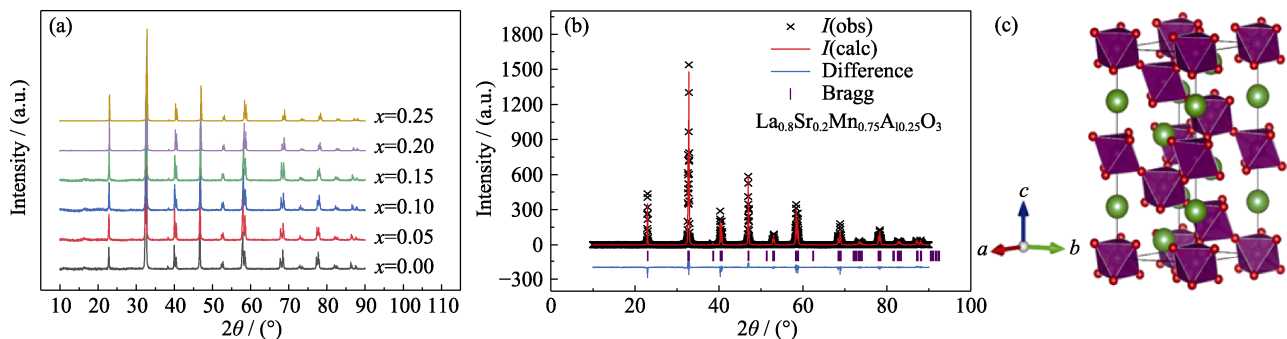 (a)
Intensity / (a.u.)
x=0.25
x=0.20
x=0.15
x=0.10
x=0.05
x=0.00
10 20 30 40 50 60 70 80 90 100 110
2θ / (°)
(b)
Intensity / (a.u.)
1800
1500
1200
900
600
300
0
−300
I(obs)
I(calc)
Difference
Bragg
La0.8Sr0.2Mn0.75Al0.25O3
0 20 40 60 80 100
2θ / (°)
(c)
c
a
b